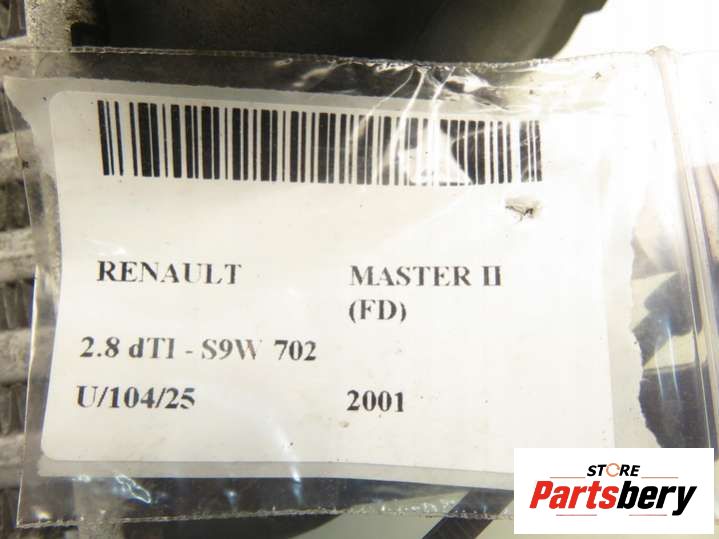 RENAULT MASTER II
(FD)
2.8 dTI - S9W 702
U/104/25 2001
STORE
Partsbery